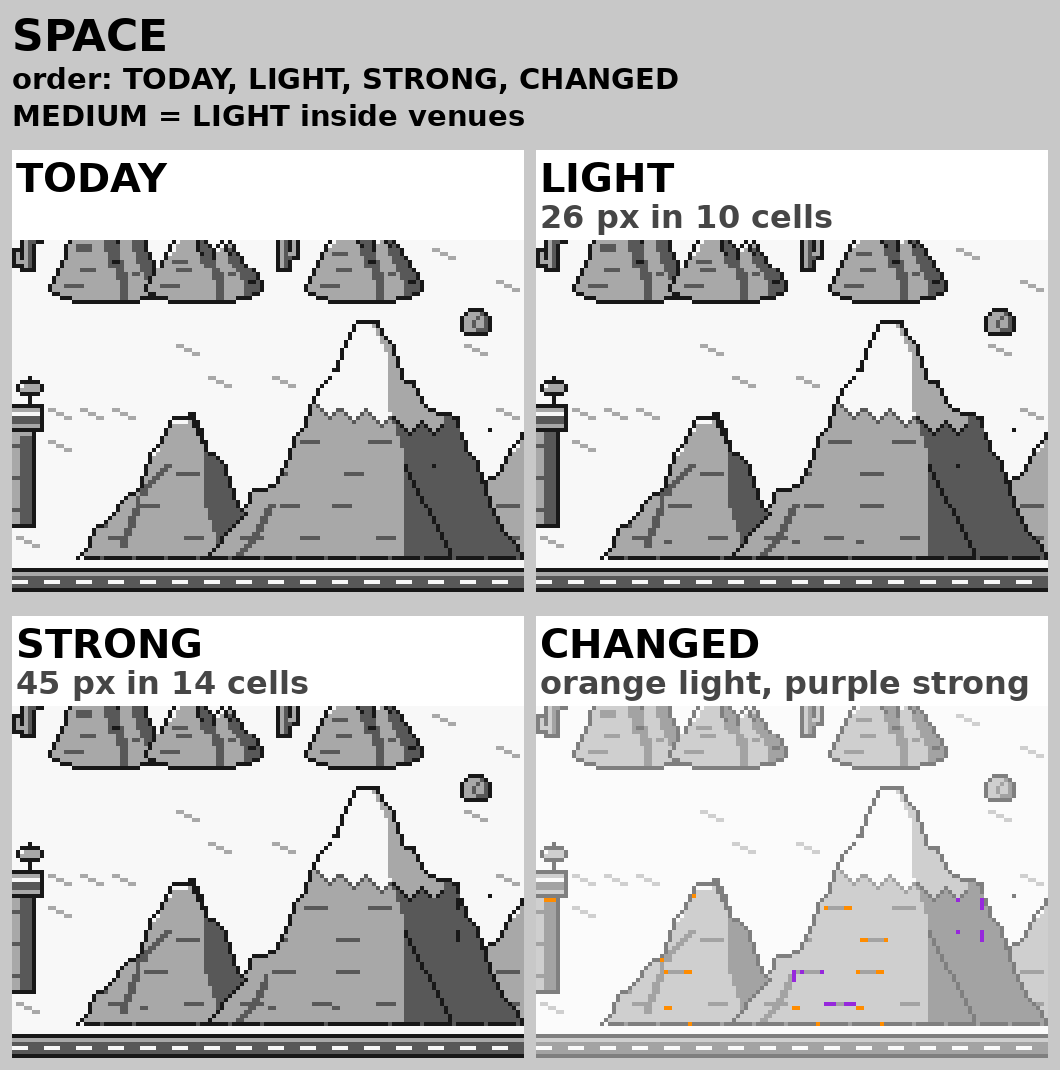 SPACE
order: TODAY, LIGHT, STRONG, CHANGED
MEDIUM = LIGHT inside venues
TODAY
LIGHT
26 px in 10 cells
STRONG
45 px in 14 cells
CHANGED
orange light, purple strong